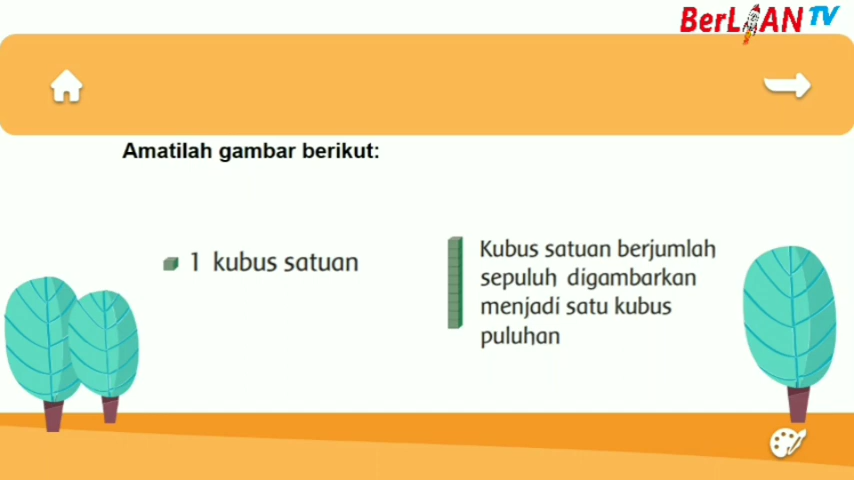 BerLIAN TV
Amatilah gambar berikut:
1 kubus satuan
Kubus satuan berjumlah
sepuluh digambarkan
menjadi satu kubus
puluhan